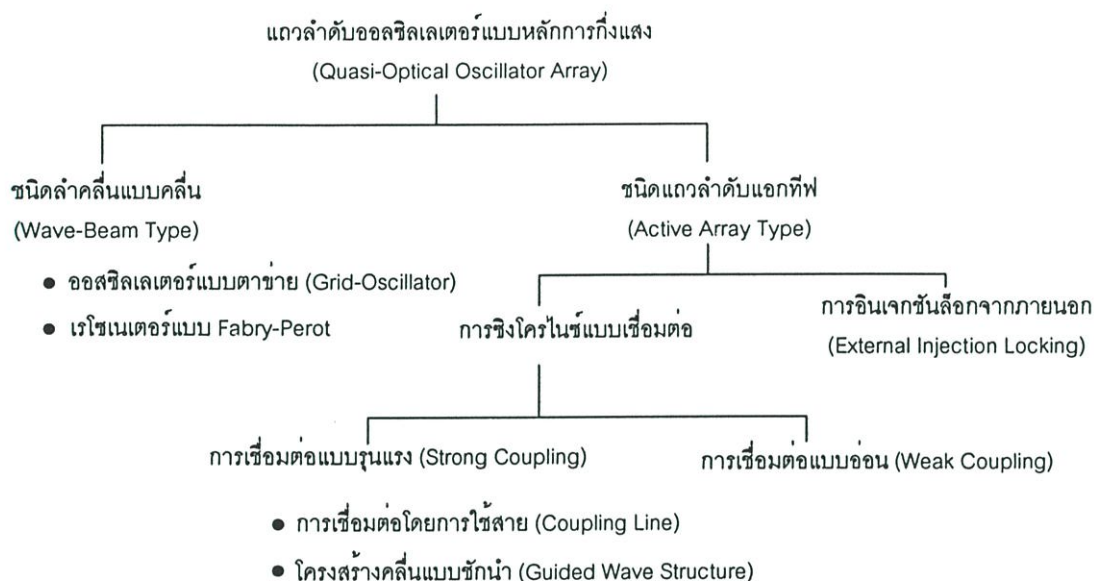 แถวลำดับออลซิลเลเตอร์แบบหลักการกึ่งแสง
(Quasi-Optical Oscillator Array)
ชนิดลำคลื่นแบบคลื่น
(Wave-Beam Type)
● ออสซิลเลเตอร์แบบตาข่าย (Grid-Oscillator)
● เรโซเนเตอร์แบบ Fabry-Perot
ชนิดแถวลำดับแอกทีฟ
(Active Array Type)
การซิงโครไนซ์แบบเชื่อมต่อ
การอินเจกชันล็อกจากภายนอก
(External Injection Locking)
การเชื่อมต่อแบบรุนแรง (Strong Coupling)
● การเชื่อมต่อโดยการใช้สาย (Coupling Line)
● โครงสร้างคลื่นแบบชักนำ (Guided Wave Structure)
การเชื่อมต่อแบบอ่อน (Weak Coupling)